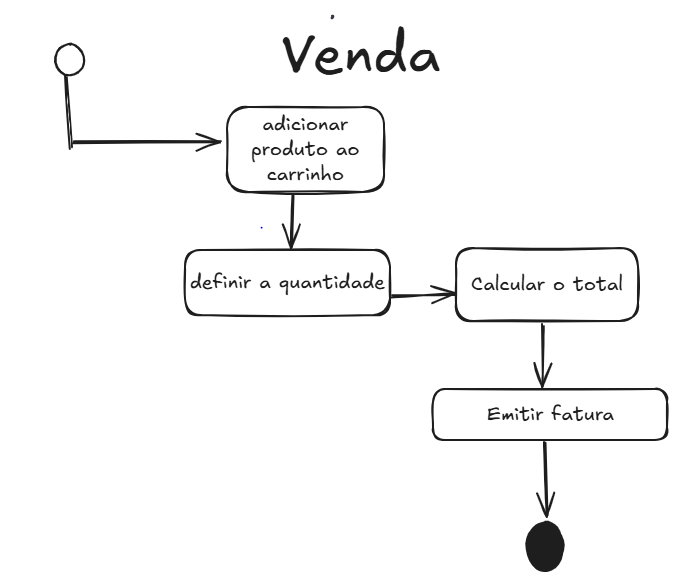 Venda
adicionar
produto ao
carrinho
definir a quantidade
Calcular o total
Emitir fatura